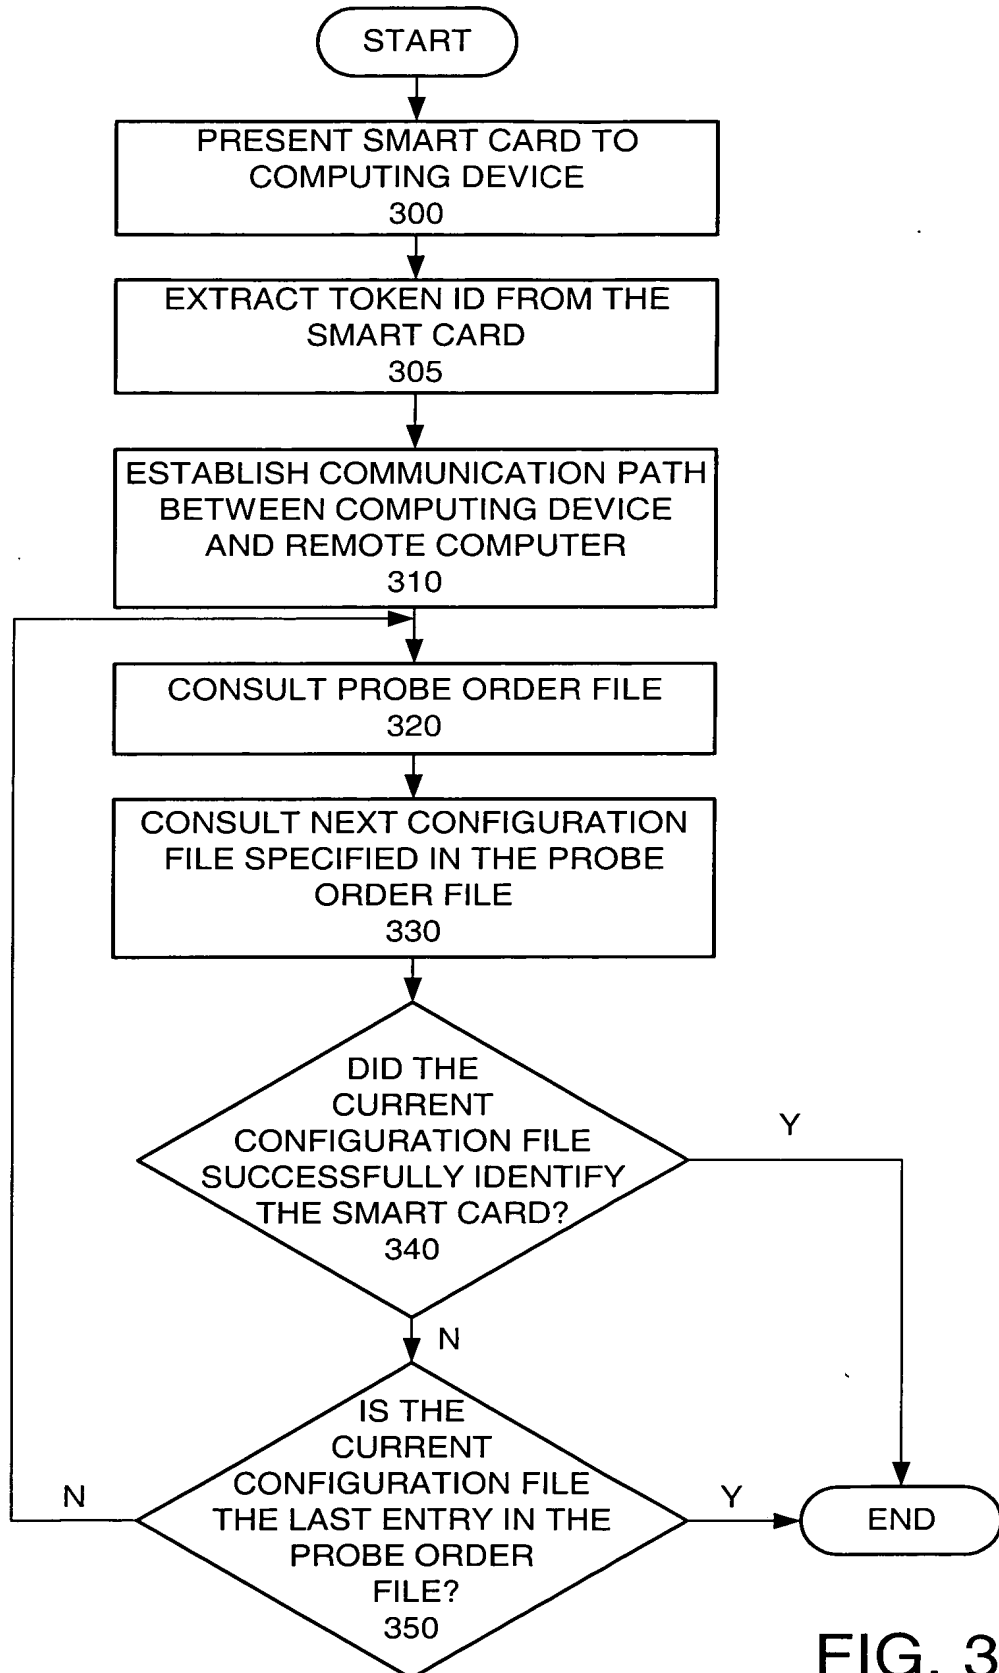 START
PRESENT SMART CARD TO
COMPUTING DEVICE
300
EXTRACT TOKEN ID FROM THE
SMART CARD
305
ESTABLISH COMMUNICATION PATH
BETWEEN COMPUTING DEVICE
AND REMOTE COMPUTER
310
CONSULT PROBE ORDER FILE
320
CONSULT NEXT CONFIGURATION
FILE SPECIFIED IN THE PROBE
ORDER FILE
330
DID THE
CURRENT
CONFIGURATION FILE
SUCCESSFULLY IDENTIFY
THE SMART CARD?
340
Y
N
IS THE
CURRENT
CONFIGURATION FILE
THE LAST ENTRY IN THE
PROBE ORDER
FILE?
350
N
Y
END
FIG. 3